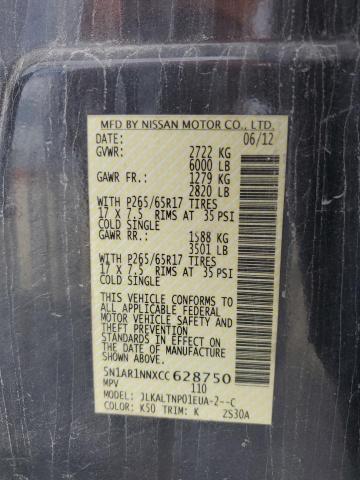 MFD BY NISSAN MOTOR CO., LTD.
DATE: 06/12
GVWR: 2722 KG
6000 LB
GAWR FR.: 1279 KG
2820 LB
WITH P265/65R17 TIRES
17 X 7.5 RIMS AT 35 PSI
COLD SINGLE
GAWR RR.: 1588 KG
3501 LB
WITH P265/65R17 TIRES
17 X 7.5 RIMS AT 35 PSI
COLD SINGLE
THIS VEHICLE CONFORMS TO
ALL APPLICABLE FEDERAL
MOTOR VEHICLE SAFETY
STANDARDS IN EFFECT
ON THE DATE OF MANUFACTURE
SHOWN ABOVE.
5N1AR1NNXCC628750
MPV 110
MODEL: JLKALTNP01EUA-2--C
COLOR: K50 TRIM: K 2S30A